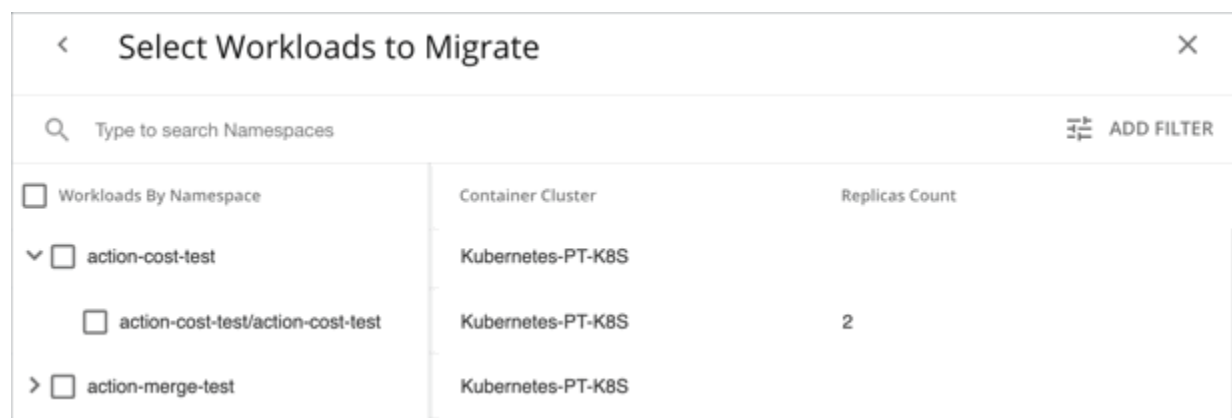 Select Workloads to Migrate
Type to search Namespaces ADD FILTER
Workloads By Namespace Container Cluster Replicas Count
action-cost-test Kubernetes-PT-K8S
action-cost-test/action-cost-test Kubernetes-PT-K8S 2
action-merge-test Kubernetes-PT-K8S